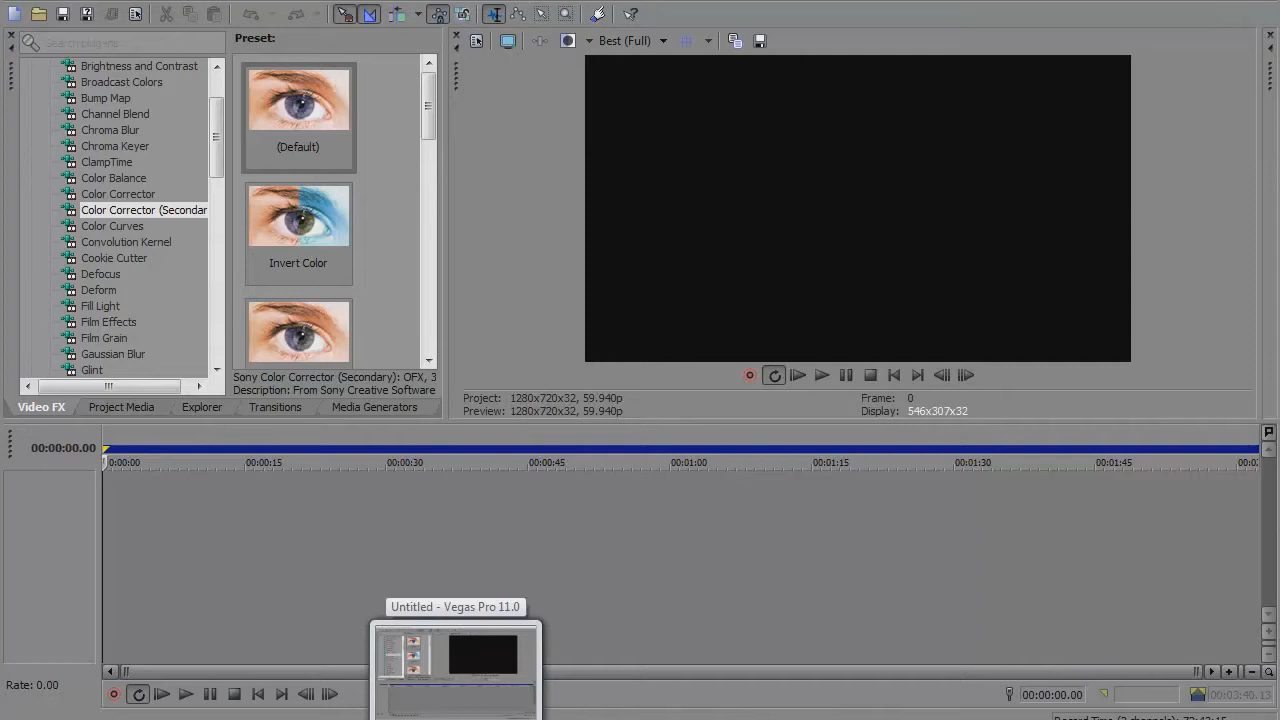 Preset:
Best (Full)
Brightness and Contrast
Broadcast Colors
Bump Map
Channel Blend
Chroma Blur
Chroma Keyer
ClampTime
Color Balance
Color Corrector
Color Corrector (Secondar
Color Curves
Convolution Kernel
Cookie Cutter
Defocus
Deform
Fill Light
Film Effects
Film Grain
Gaussian Blur
Glint
(Default)
Invert Color
Sony Color Corrector (Secondary): OFX, 3
Description: From Sony Creative Software
Video FX
Project Media
Explorer
Transitions
Media Generators
Project: 1280x720x32, 59.940p
Preview: 1280x720x32, 59.940p
Frame: 0
Display: 546x307x32
00:00:00.00
0:00:00 00:00:15 00:00:30 00:00:45 00:01:00 00:01:15 00:01:30 00:01:45
Untitled - Vegas Pro 11.0
Rate: 0.00
00:00:00.00
00:03:40.13